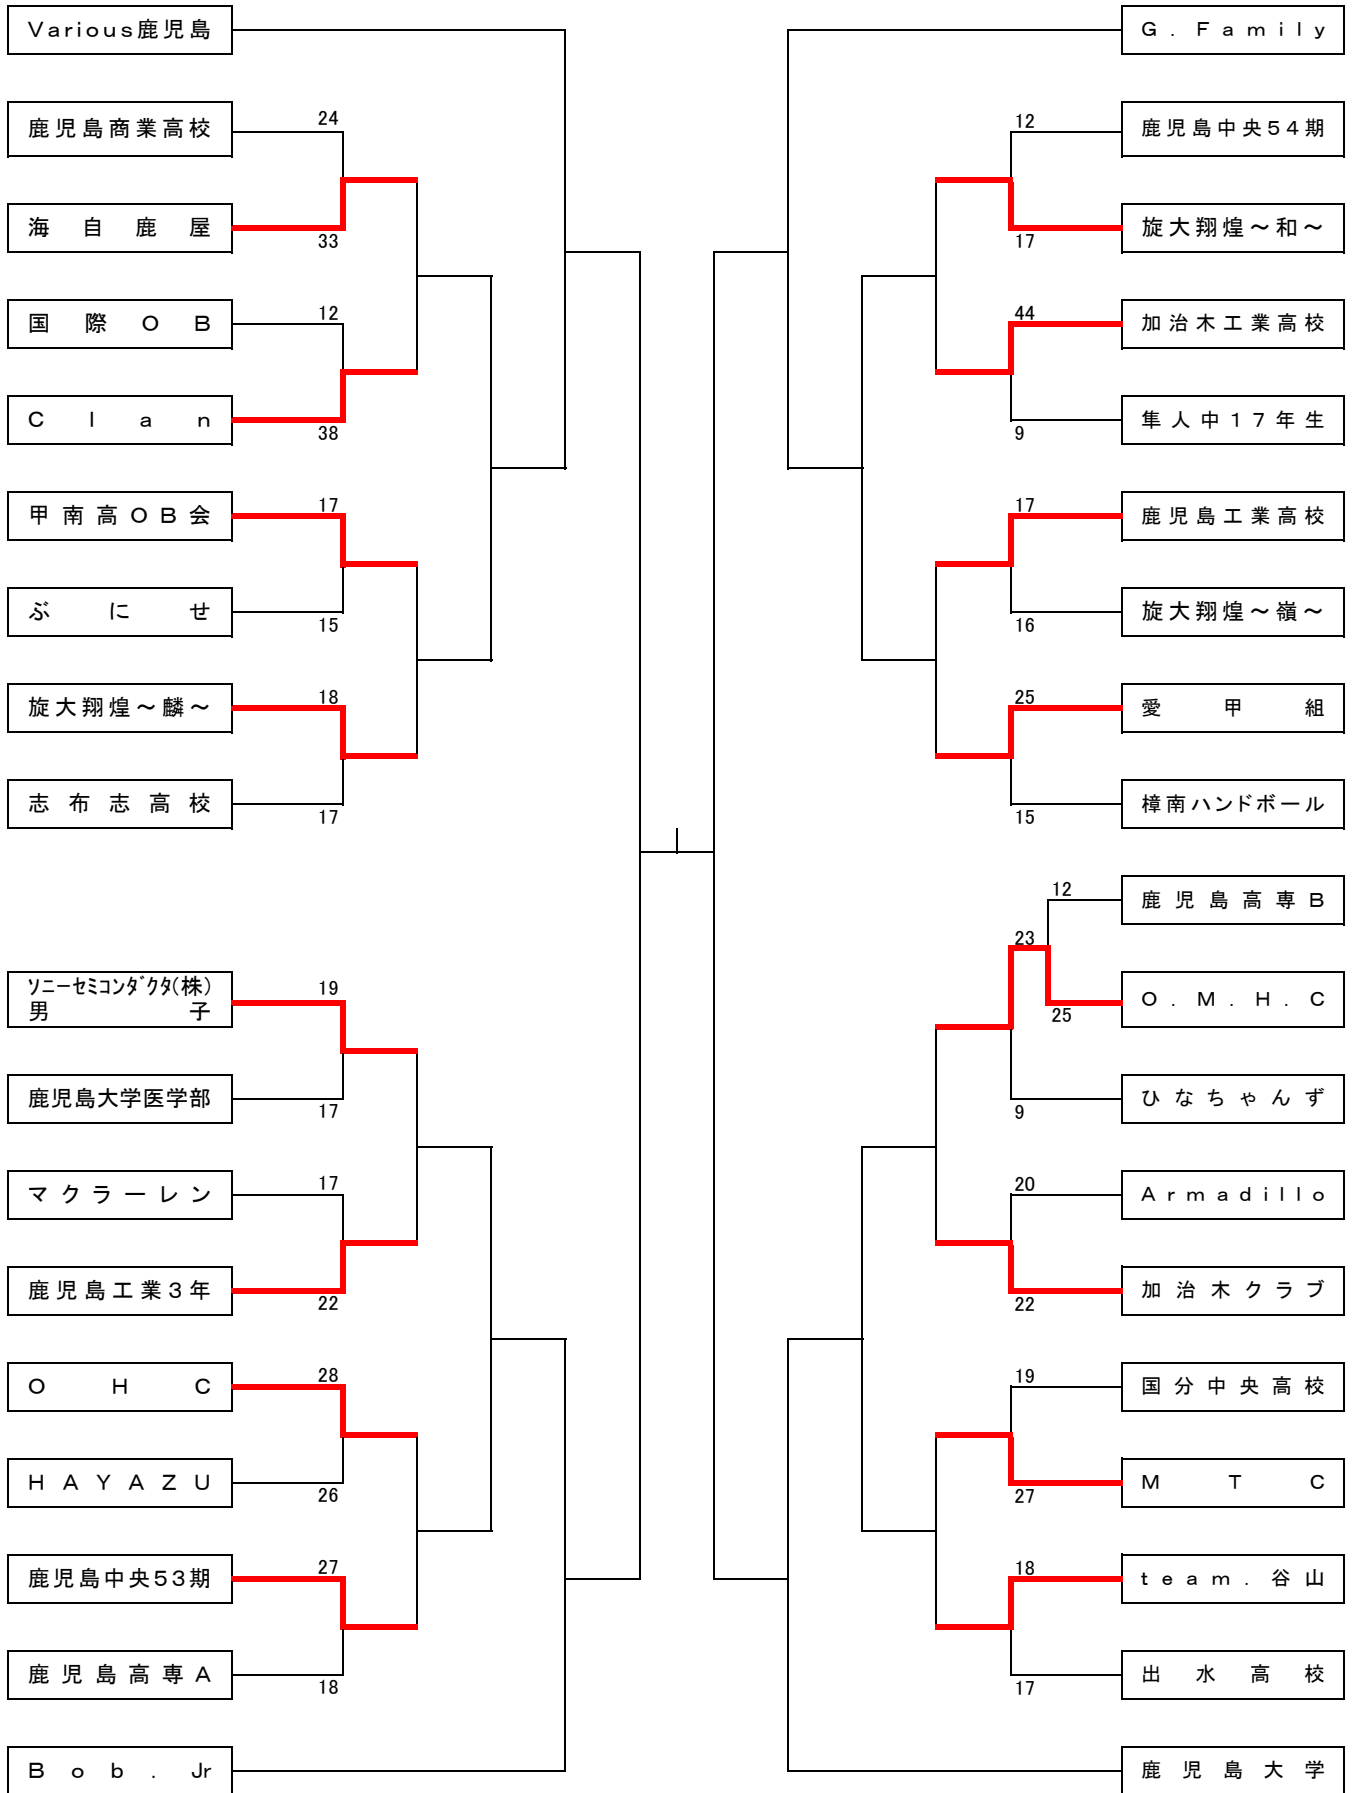 Various鹿児島
鹿児島商業高校
24
海自鹿屋
33
国際ＯＢ
12
Ｃｌａｎ
38
甲南高ＯＢ会
17
ぶにせ
15
旋大翔煌～麟～
18
志布志高校
17
ｿﾆｰｾﾐｺﾝﾀﾞｸﾀ(株)
男子
19
鹿児島大学医学部
17
マクラーレン
17
鹿児島工業3年
22
ＯＨＣ
28
ＨＡＹＡＺＵ
26
鹿児島中央53期
27
鹿児島高専Ａ
18
Ｂｏｂ．Jr
Ｇ．Ｆａｍｉｌｙ
12
鹿児島中央54期
旋大翔煌～和～
17
44
加治木工業高校
隼人中１７年生
9
17
鹿児島工業高校
旋大翔煌～嶺～
16
25
愛甲組
樟南ハンドボール
15
12
鹿児島高専Ｂ
23
Ｏ．Ｍ．Ｈ．Ｃ
25
ひなちゃんず
9
20
Ａｒｍａｄｉｌｌｏ
加治木クラブ
22
19
国分中央高校
ＭＴＣ
27
18
ｔｅａｍ．谷山
出水高校
17
鹿児島大学